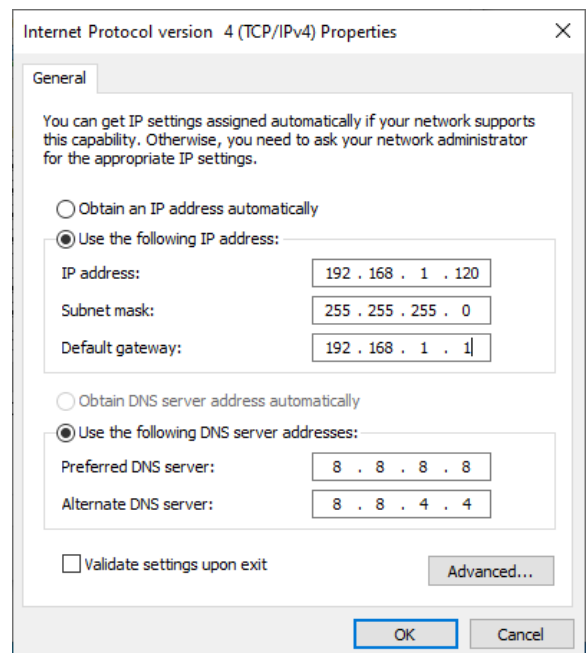 Internet Protocol version 4 (TCP/IPv4) Properties
General
You can get IP settings assigned automatically if your network supports
this capability. Otherwise, you need to ask your network administrator
for the appropriate IP settings.
Obtain an IP address automatically
Use the following IP address:
IP address: 192 . 168 . 1 . 120
Subnet mask: 255 . 255 . 255 . 0
Default gateway: 192 . 168 . 1 . 1
Obtain DNS server address automatically
Use the following DNS server addresses:
Preferred DNS server: 8 . 8 . 8 . 8
Alternate DNS server: 8 . 8 . 4 . 4
Validate settings upon exit
Advanced...
OK Cancel